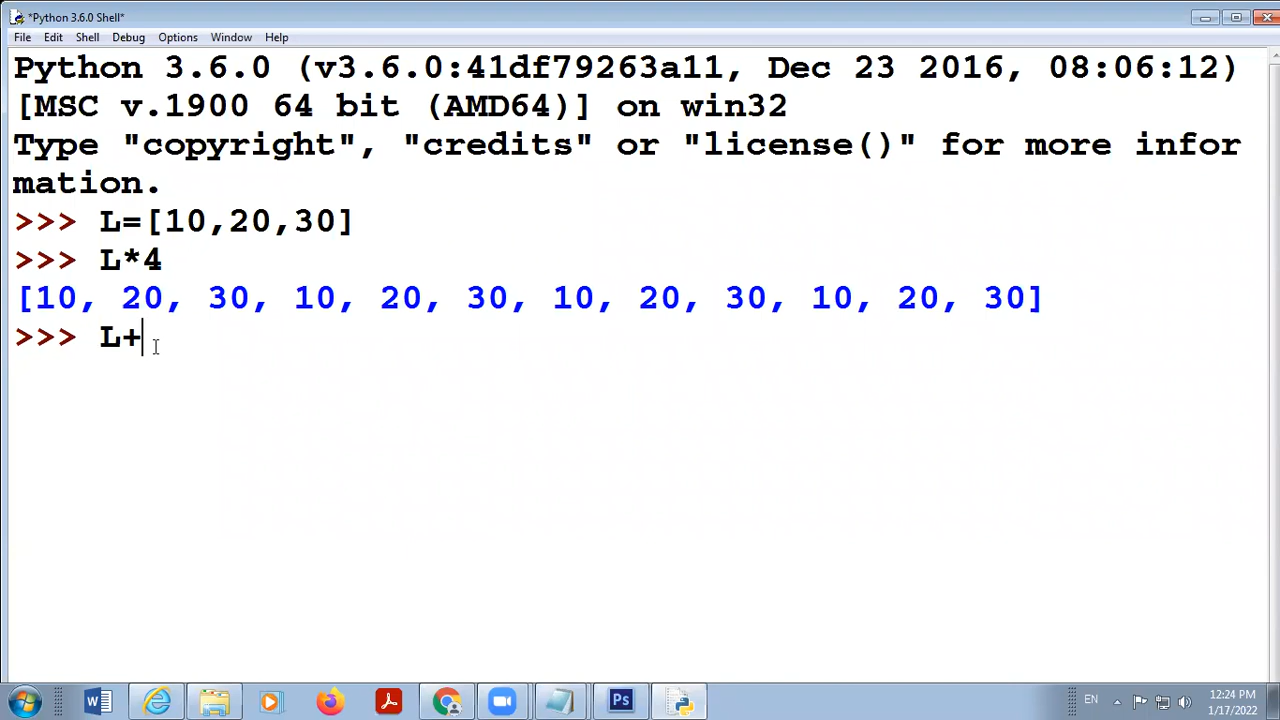 *Python 3.6.0 Shell*
File Edit Shell Debug Options Window Help
Python 3.6.0 (v3.6.0:41df79263a11, Dec 23 2016, 08:06:12)
[MSC v.1900 64 bit (AMD64)] on win32
Type "copyright", "credits" or "license()" for more infor
mation.
>>> L=[10,20,30]
>>> L*4
[10, 20, 30, 10, 20, 30, 10, 20, 30, 10, 20, 30]
>>> L+
W Ps EN 12:24 PM
1/17/2022